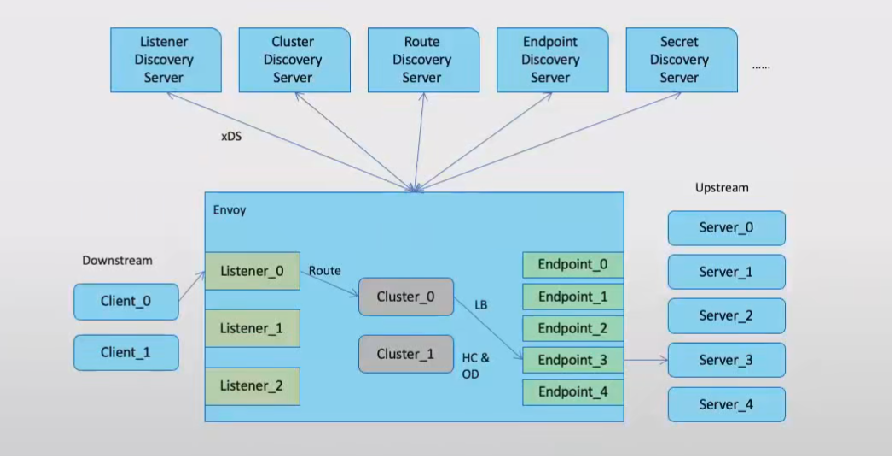 Listener
Discovery
Server
Cluster
Discovery
Server
Route
Discovery
Server
Endpoint
Discovery
Server
Secret
Discovery
Server
......
xDS
Upstream
Envoy
Server_0
Downstream
Listener_0
Route
Endpoint_0
Server_1
Client_0
Cluster_0
LB
Endpoint_1
Server_2
Listener_1
Endpoint_2
Client_1
Cluster_1
HC &
OD
Endpoint_3
Server_3
Listener_2
Endpoint_4
Server_4